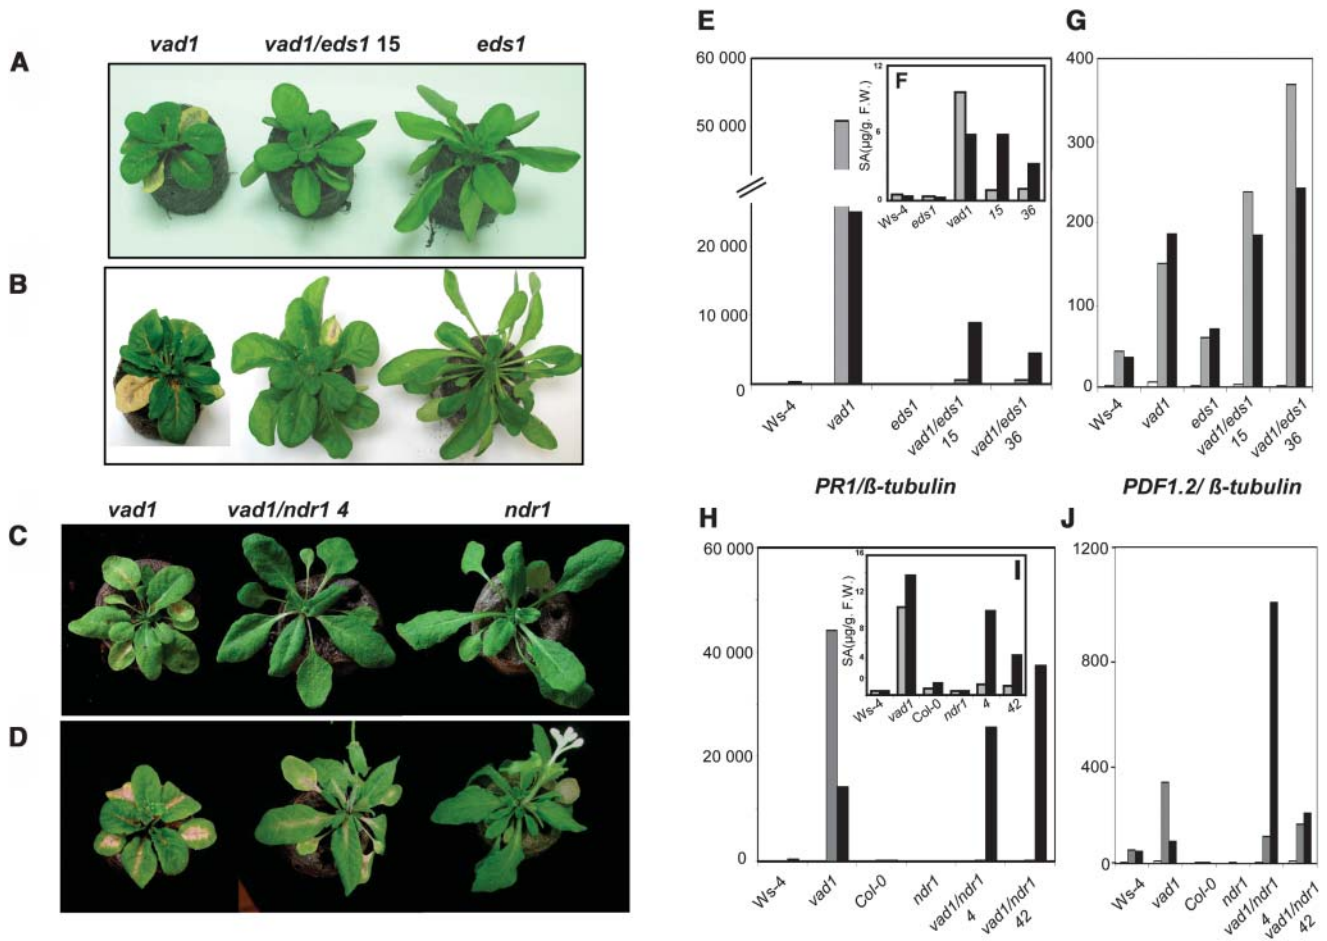 A
vad1 vad1/eds1 15 eds1
B
vad1 vad1/ndr1 4 ndr1
C
D
E
60 000
50 000
20 000
10 000
0
F
12
6
0
SA(µg/g. F.W.)
Ws-4 eds1 vad1 15 36
Ws-4 vad1 eds1 vad1/eds1 15 vad1/eds1 36
PR1/ß-tubulin
G
400
300
200
100
0
Ws-4 vad1 eds1 vad1/eds1 15 vad1/eds1 36
PDF1.2/ ß-tubulin
H
60 000
40 000
20 000
0
I
16
12
8
4
0
SA(µg/g. F.W.)
Ws-4 vad1 Col-0 ndr1 4 42
Ws-4 vad1 Col-0 ndr1 vad1/ndr1 4 vad1/ndr1 42
J
1200
800
400
0
Ws-4 vad1 Col-0 ndr1 vad1/ndr1 4 vad1/ndr1 42